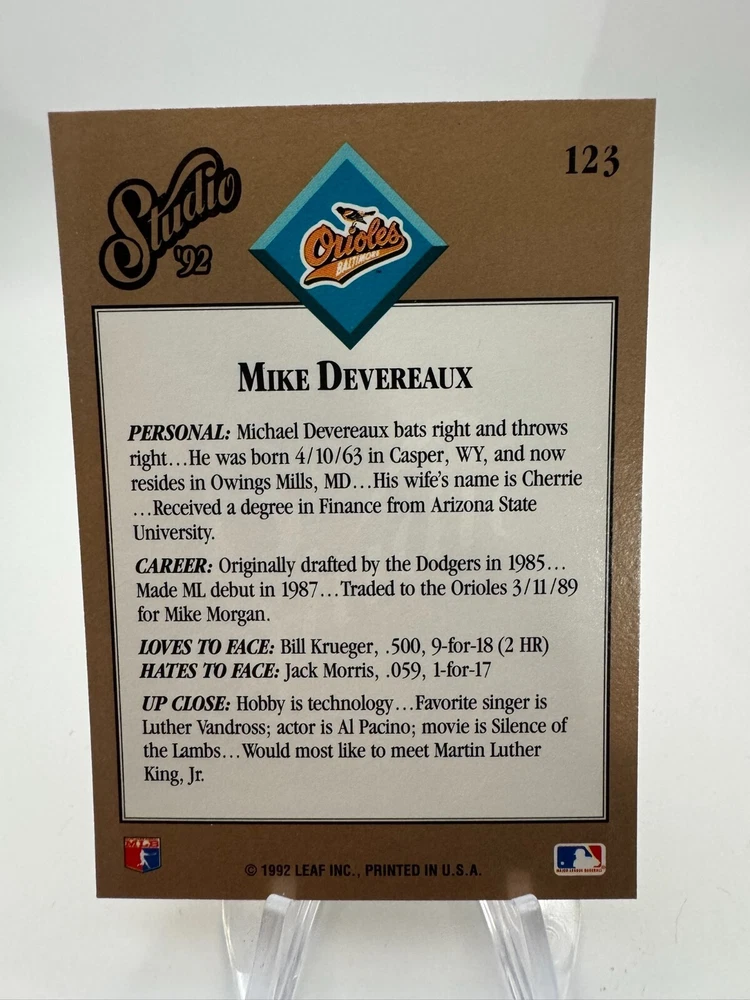 Studio
'92
123
Orioles
BALTIMORE
MIKE DEVEREAUX
PERSONAL: Michael Devereaux bats right and throws
right...He was born 4/10/63 in Casper, WY, and now
resides in Owings Mills, MD...His wife's name is Cherrie
...Received a degree in Finance from Arizona State
University.
CAREER: Originally drafted by the Dodgers in 1985...
Made ML debut in 1987...Traded to the Orioles 3/11/89
for Mike Morgan.
LOVES TO FACE: Bill Krueger, .500, 9-for-18 (2 HR)
HATES TO FACE: Jack Morris, .059, 1-for-17
UP CLOSE: Hobby is technology...Favorite singer is
Luther Vandross; actor is Al Pacino; movie is Silence of
the Lambs...Would most like to meet Martin Luther
King, Jr.
© 1992 LEAF INC., PRINTED IN U.S.A.
MAJOR LEAGUE BASEBALL